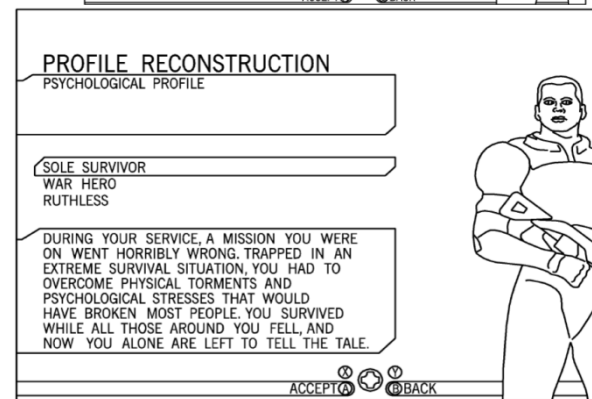 ACCEPT BACK
PROFILE RECONSTRUCTION
PSYCHOLOGICAL PROFILE
SOLE SURVIVOR
WAR HERO
RUTHLESS
DURING YOUR SERVICE, A MISSION YOU WERE
ON WENT HORRIBLY WRONG. TRAPPED IN AN
EXTREME SURVIVAL SITUATION, YOU HAD TO
OVERCOME PHYSICAL TORMENTS AND
PSYCHOLOGICAL STRESSES THAT WOULD
HAVE BROKEN MOST PEOPLE. YOU SURVIVED
WHILE ALL THOSE AROUND YOU FELL, AND
NOW YOU ALONE ARE LEFT TO TELL THE TALE.
X Y
ACCEPT A B BACK